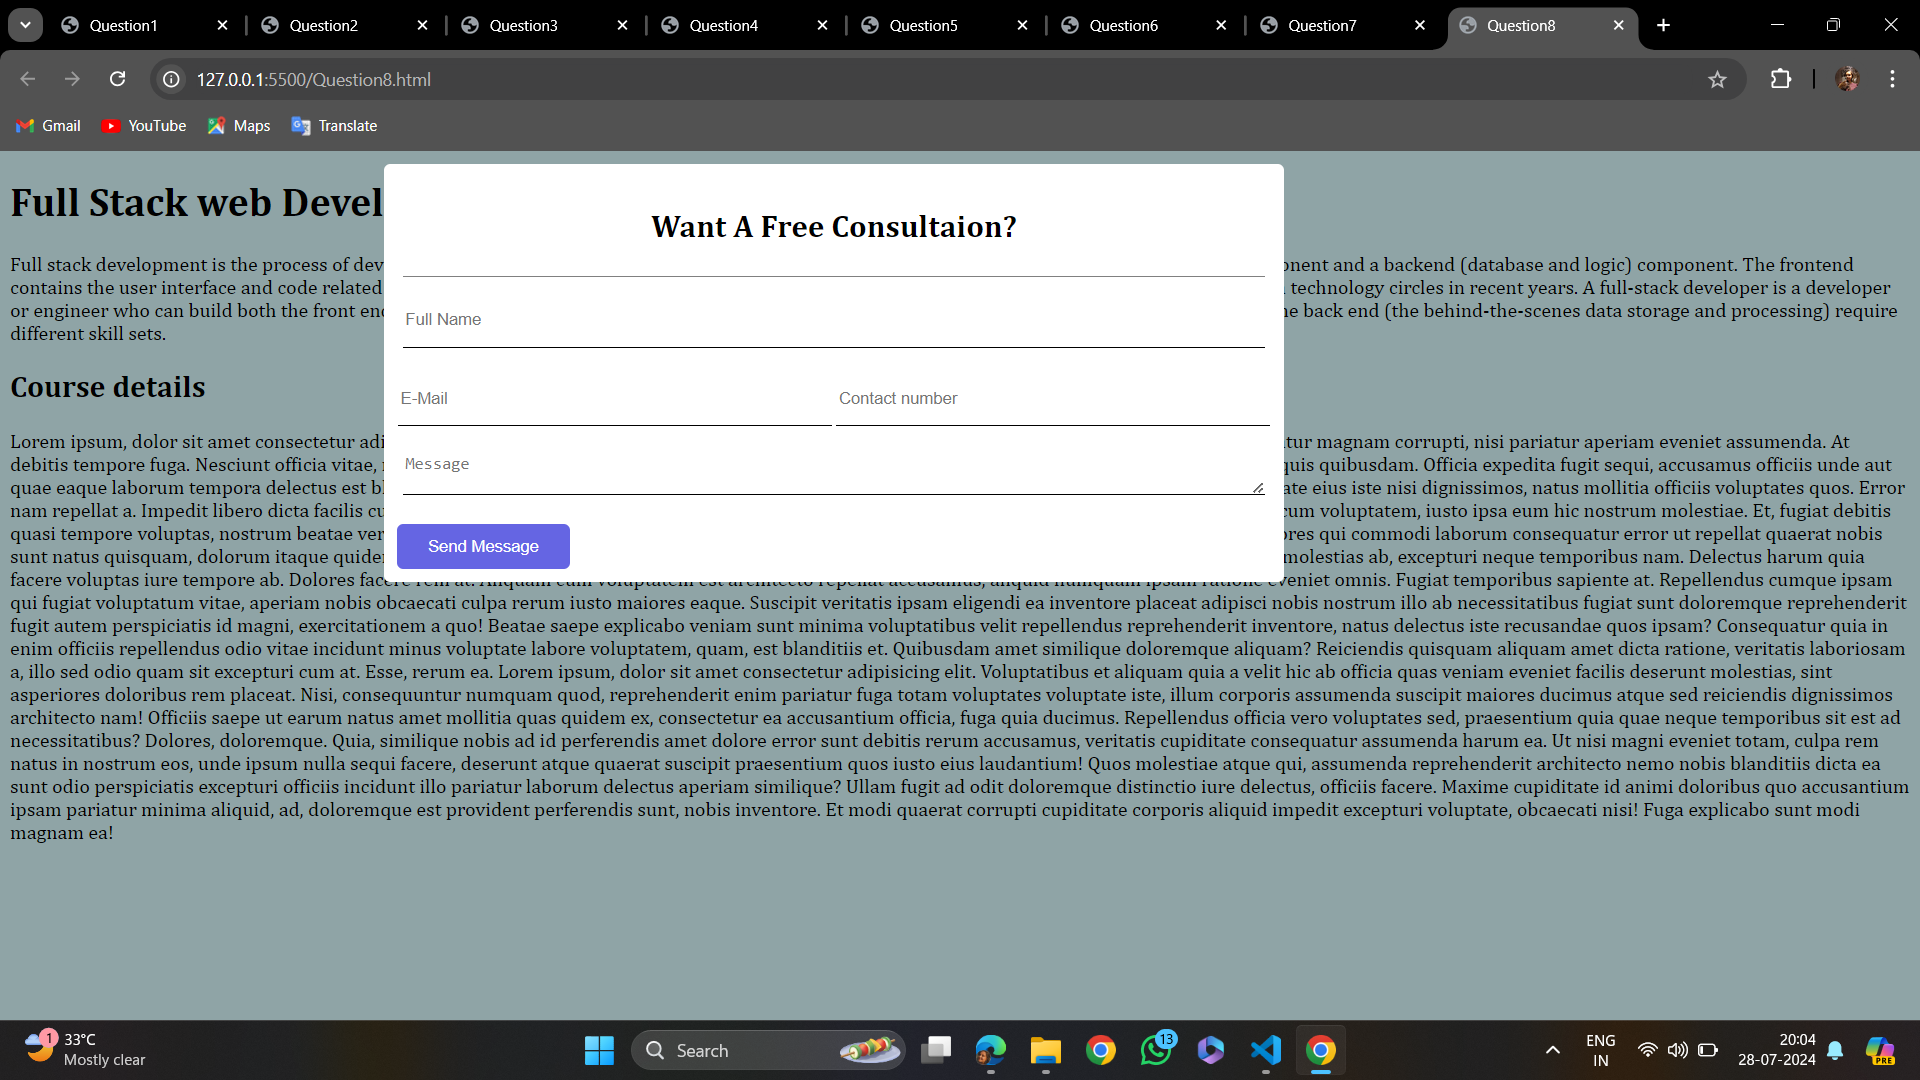 Question1
Question2
Question3
Question4
Question5
Question6
Question7
Question8
127.0.0.1:5500/Question8.html
Gmail
YouTube
Maps
Translate
Full Stack web Devel
Want A Free Consultaion?
Full Name
E-Mail
Contact number
Message
Send Message
Full stack development is the process of dev
nent and a backend (database and logic) component. The frontend
contains the user interface and code related
technology circles in recent years. A full-stack developer is a developer
or engineer who can build both the front en
e back end (the behind-the-scenes data storage and processing) require
different skill sets.
Course details
Lorem ipsum, dolor sit amet consectetur adi
tur magnam corrupti, nisi pariatur aperiam eveniet assumenda. At
debitis tempore fuga. Nesciunt officia vitae,
quis quibusdam. Officia expedita fugit sequi, accusamus officiis unde aut
quae eaque laborum tempora delectus est bl
ate eius iste nisi dignissimos, natus mollitia officiis voluptates quos. Error
nam repellat a. Impedit libero dicta facilis cu
cum voluptatem, iusto ipsa eum hic nostrum molestiae. Et, fugiat debitis
quasi tempore voluptas, nostrum beatae ver
ores qui commodi laborum consequatur error ut repellat quaerat nobis
sunt natus quisquam, dolorum itaque quide
molestias ab, excepturi neque temporibus nam. Delectus harum quia
facere voluptas iure tempore ab. Dolores facere rem at. Aliquam cum voluptatem est architecto repellat accusamus, aliquid numquam ipsam ratione eveniet omnis. Fugiat temporibus sapiente at. Repellendus cumque ipsam
qui fugiat voluptatum vitae, aperiam nobis obcaecati culpa rerum iusto maiores eaque. Suscipit veritatis ipsam eligendi ea inventore placeat adipisci nobis nostrum illo ab necessitatibus fugiat sunt doloremque reprehenderit
fugit autem perspiciatis id magni, exercitationem a quo! Beatae saepe explicabo veniam sunt minima voluptatibus velit repellendus reprehenderit inventore, natus delectus iste recusandae quos ipsam? Consequatur quia in
enim officiis repellendus odio vitae incidunt minus voluptate labore voluptatem, quam, est blanditiis et. Quibusdam amet similique doloremque aliquam? Reiciendis quisquam aliquam amet dicta ratione, veritatis laboriosam
a, illo sed odio quam sit excepturi cum at. Esse, rerum ea. Lorem ipsum, dolor sit amet consectetur adipisicing elit. Voluptatibus et aliquam quia a velit hic ab officia quas veniam eveniet facilis deserunt molestias, sint
asperiores doloribus rem placeat. Nisi, consequuntur numquam quod, reprehenderit enim pariatur fuga totam voluptates voluptate iste, illum corporis assumenda suscipit maiores ducimus atque sed reiciendis dignissimos
architecto nam! Officiis saepe ut earum natus amet mollitia quas quidem ex, consectetur ea accusantium officia, fuga quia ducimus. Repellendus officia vero voluptates sed, praesentium quia quae neque temporibus sit est ad
necessitatibus? Dolores, doloremque. Quia, similique nobis ad id perferendis amet dolore error sunt debitis rerum accusamus, veritatis cupiditate consequatur assumenda harum ea. Ut nisi magni eveniet totam, culpa rem
natus in nostrum eos, unde ipsum nulla sequi facere, deserunt atque quaerat suscipit praesentium quos iusto eius laudantium! Quos molestiae atque qui, assumenda reprehenderit architecto nemo nobis blanditiis dicta ea
sunt odio perspiciatis excepturi officiis incidunt illo pariatur laborum delectus aperiam similique? Ullam fugit ad odit doloremque distinctio iure delectus, officiis facere. Maxime cupiditate id animi doloribus quo accusantium
ipsam pariatur minima aliquid, ad, doloremque est provident perferendis sunt, nobis inventore. Et modi quaerat corrupti cupiditate corporis aliquid impedit excepturi voluptate, obcaecati nisi! Fuga explicabo sunt modi
magnam ea!
1
33°C
Mostly clear
Search
13
ENG
IN
20:04
28-07-2024
PRE